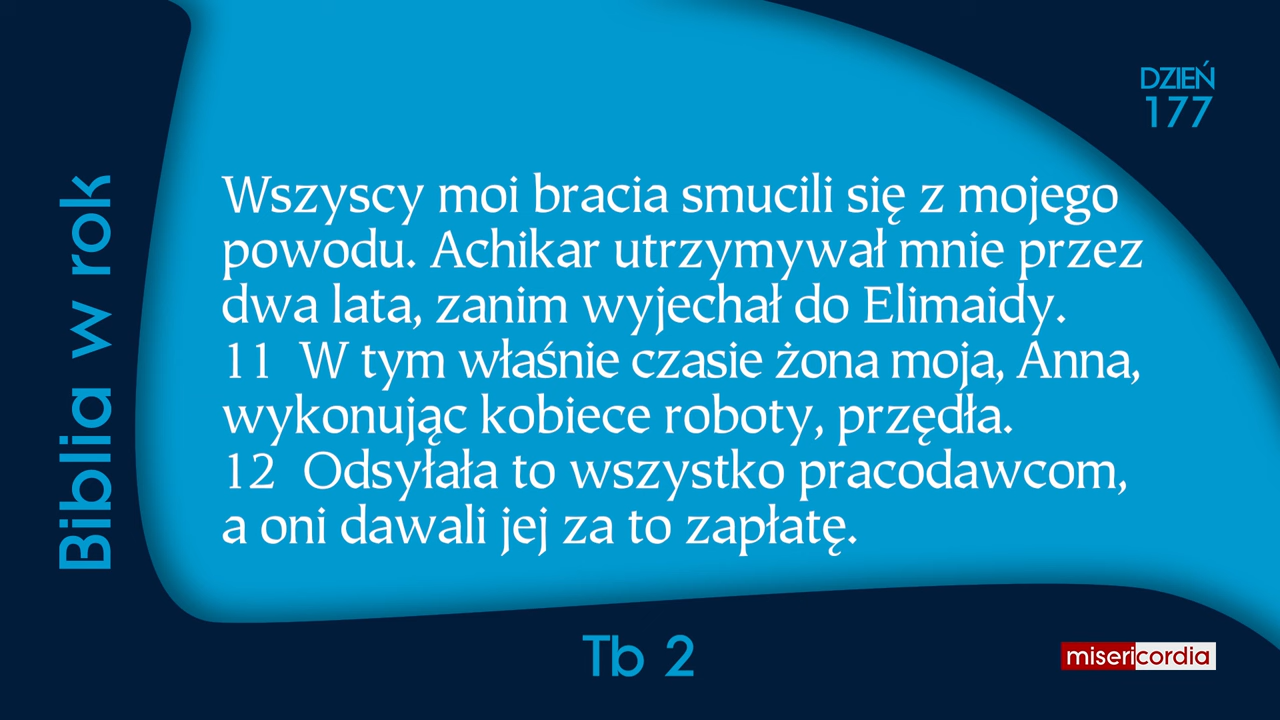 DZIEŃ
177
Biblia w rok
Wszyscy moi bracia smucili się z mojego
powodu. Achikar utrzymywał mnie przez
dwa lata, zanim wyjechał do Elimaidy.
11 W tym właśnie czasie żona moja, Anna,
wykonując kobiece roboty, przędła.
12 Odsyłała to wszystko pracodawcom,
a oni dawali jej za to zapłatę.
Tb 2
misericordia